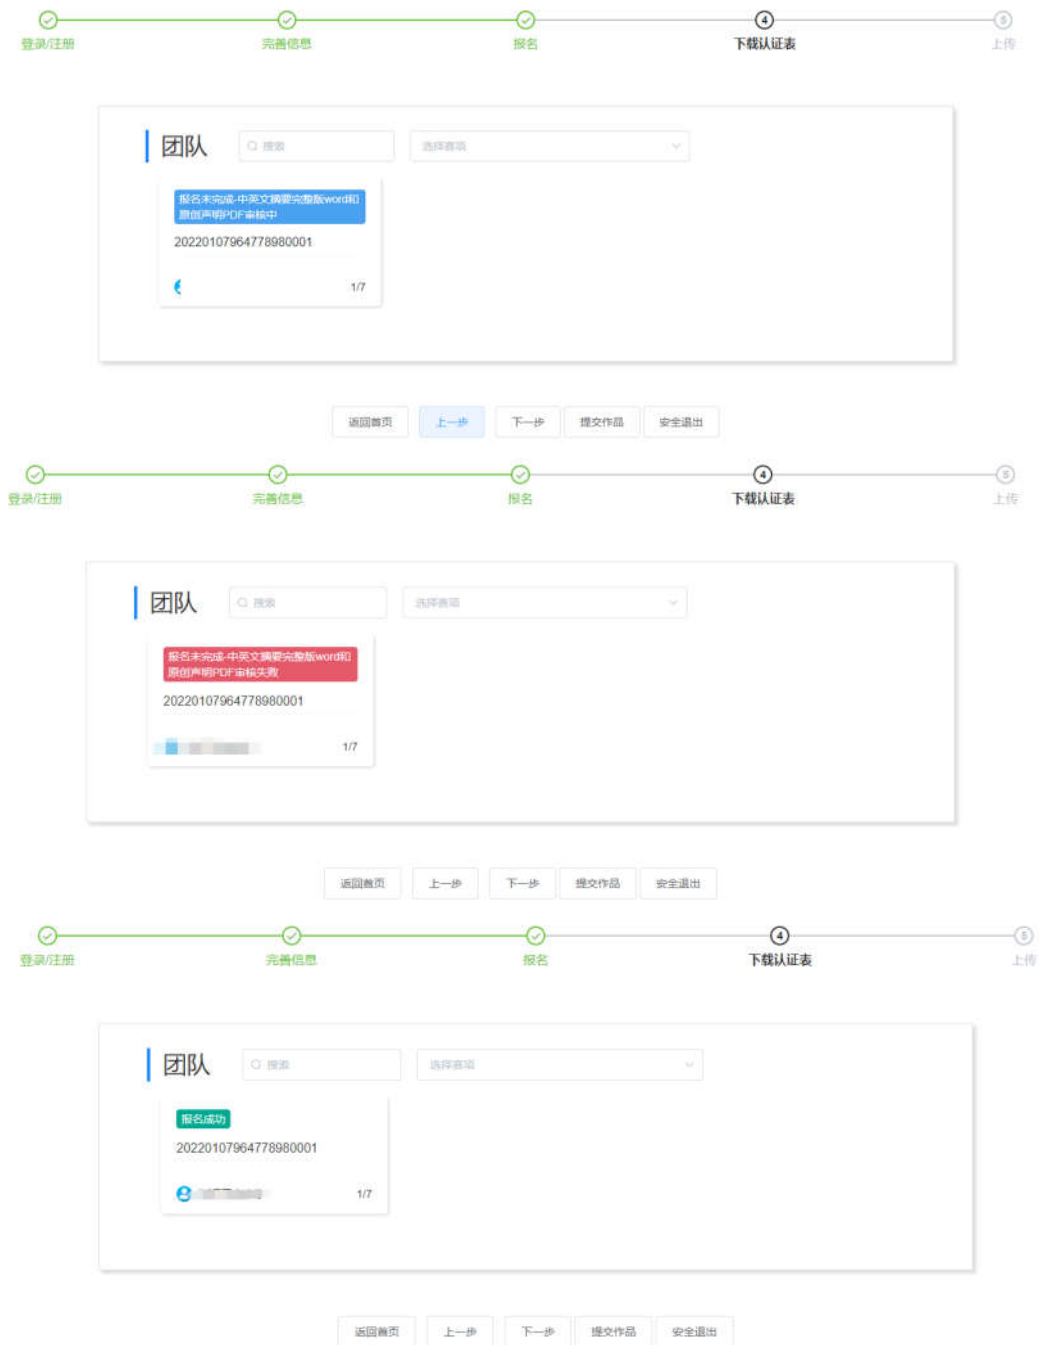 4
5
登录/注册
完善信息
报名
下载认证表
上传
团队
搜索
选择赛项
报名未完成-中英文摘要完整版word和
原创声明PDF审核中
20220107964778980001
1/7
返回首页
上一步
下一步
提交作品
安全退出
4
5
登录/注册
完善信息
报名
下载认证表
上传
团队
搜索
选择赛项
报名未完成-中英文摘要完整版word和
原创声明PDF审核失败
20220107964778980001
1/7
返回首页
上一步
下一步
提交作品
安全退出
4
5
登录/注册
完善信息
报名
下载认证表
上传
团队
搜索
选择赛项
报名成功
20220107964778980001
1/7
返回首页
上一步
下一步
提交作品
安全退出